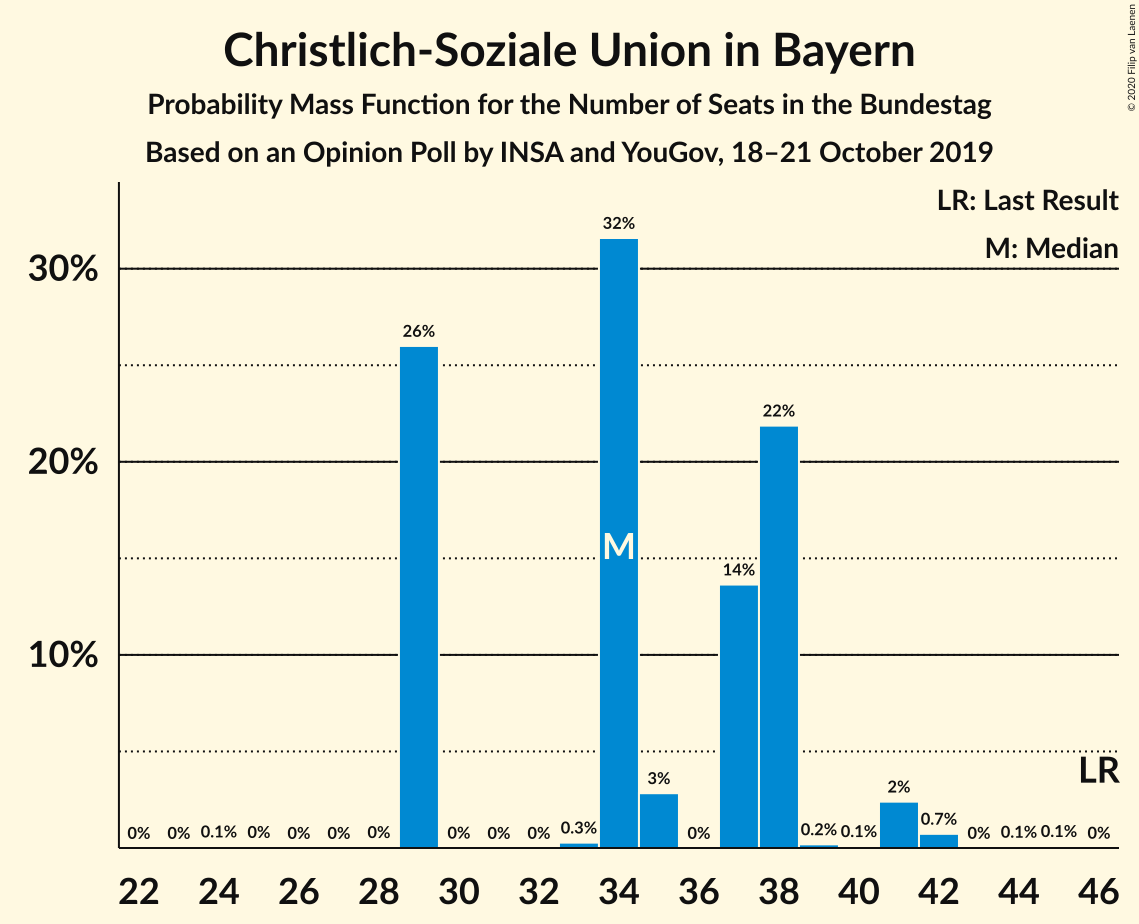 Christlich-Soziale Union in Bayern
Probability Mass Function for the Number of Seats in the Bundestag
Based on an Opinion Poll by INSA and YouGov, 18–21 October 2019
© 2020 Filip van Laenen
LR: Last Result
M: Median
30%
20%
10%
0% 0% 0.1% 0% 0% 0% 0% 26% 0% 0% 0% 0.3% 32% 3% 0% 14% 22% 0.2% 0.1% 2% 0.7% 0% 0.1% 0.1% 0%
M
LR
22 24 26 28 30 32 34 36 38 40 42 44 46